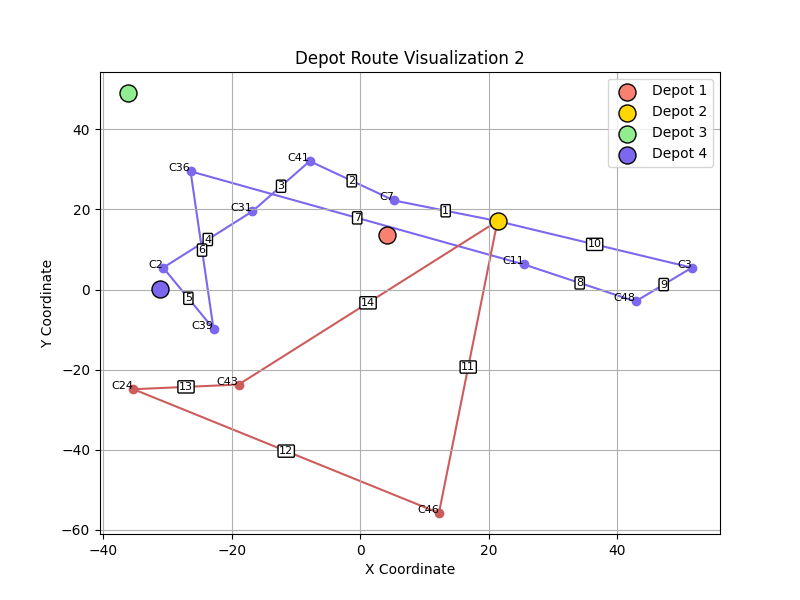 Depot Route Visualization 2
Depot 1
Depot 2
Depot 3
Depot 4
C36
C41
C7
C31
C2
C39
C11
C48
C3
C24
C43
C46
1
2
3
4
5
6
7
8
9
10
11
12
13
14
40
20
0
−20
−40
−60
−40
−20
0
20
40
Y Coordinate
X Coordinate